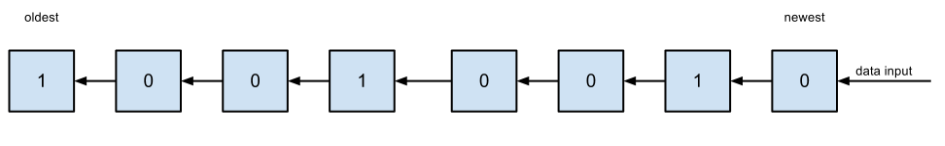 oldest newest
1 0 0 1 0 0 1 0 data input